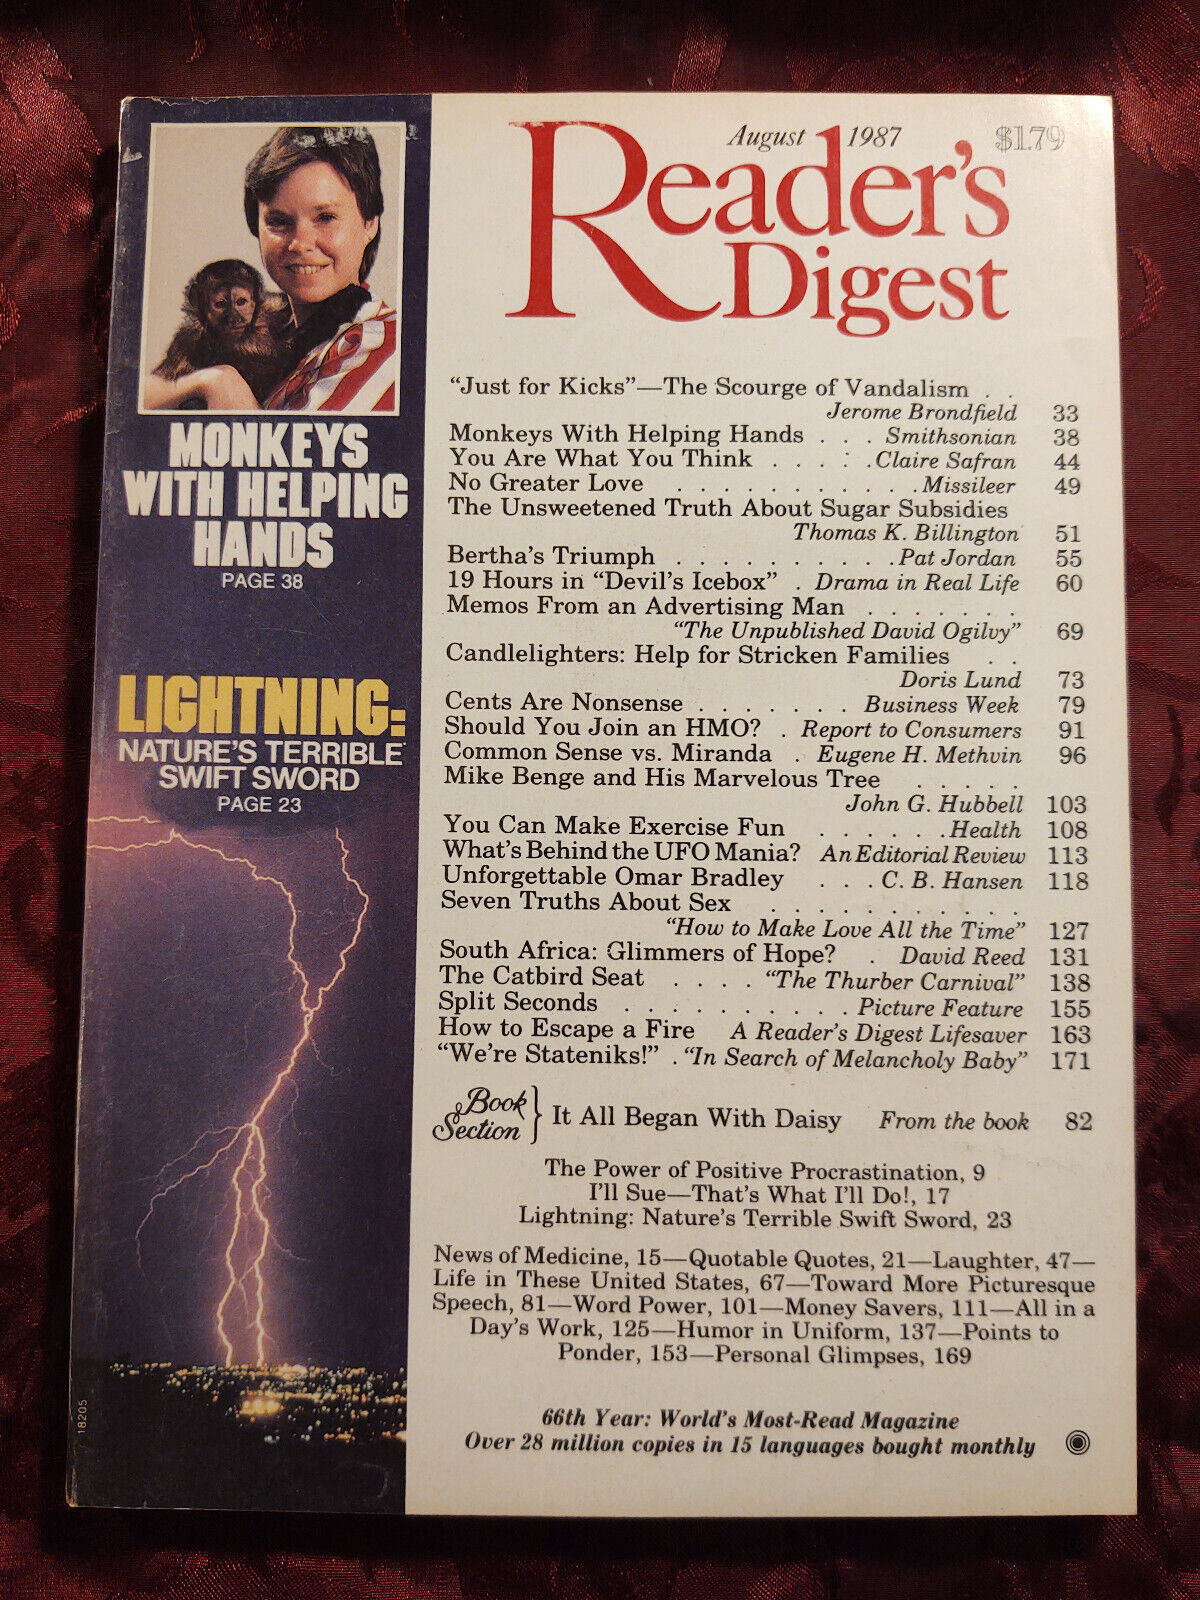 MONKEYS
WITH HELPING
HANDS
PAGE 38
LIGHTNING:
NATURE'S TERRIBLE
SWIFT SWORD
PAGE 23
18205
August 1987 $1.79
Reader's
Digest
“Just for Kicks”—The Scourge of Vandalism . .
Jerome Brondfield 33
Monkeys With Helping Hands . . . Smithsonian 38
You Are What You Think . . . . . Claire Safran 44
No Greater Love . . . . . . . . . . . Missileer 49
The Unsweetened Truth About Sugar Subsidies
Thomas K. Billington 51
Bertha's Triumph . . . . . . . . . . Pat Jordan 55
19 Hours in “Devil's Icebox” . Drama in Real Life 60
Memos From an Advertising Man . . . . . . .
“The Unpublished David Ogilvy” 69
Candlelighters: Help for Stricken Families . .
Doris Lund 73
Cents Are Nonsense . . . . . . . Business Week 79
Should You Join an HMO? . Report to Consumers 91
Common Sense vs. Miranda . Eugene H. Methvin 96
Mike Benge and His Marvelous Tree . . . . .
John G. Hubbell 103
You Can Make Exercise Fun . . . . . . Health 108
What's Behind the UFO Mania? An Editorial Review 113
Unforgettable Omar Bradley . . . C. B. Hansen 118
Seven Truths About Sex . . . . . . . . . . .
“How to Make Love All the Time” 127
South Africa: Glimmers of Hope? . David Reed 131
The Catbird Seat . . . . “The Thurber Carnival” 138
Split Seconds . . . . . . . . . . Picture Feature 155
How to Escape a Fire A Reader's Digest Lifesaver 163
“We're Stateniks!” . “In Search of Melancholy Baby” 171
Book
Section } It All Began With Daisy From the book 82
The Power of Positive Procrastination, 9
I'll Sue—That's What I'll Do!, 17
Lightning: Nature's Terrible Swift Sword, 23
News of Medicine, 15—Quotable Quotes, 21—Laughter, 47—
Life in These United States, 67—Toward More Picturesque
Speech, 81—Word Power, 101—Money Savers, 111—All in a
Day's Work, 125—Humor in Uniform, 137—Points to
Ponder, 153—Personal Glimpses, 169
66th Year: World's Most-Read Magazine
Over 28 million copies in 15 languages bought monthly